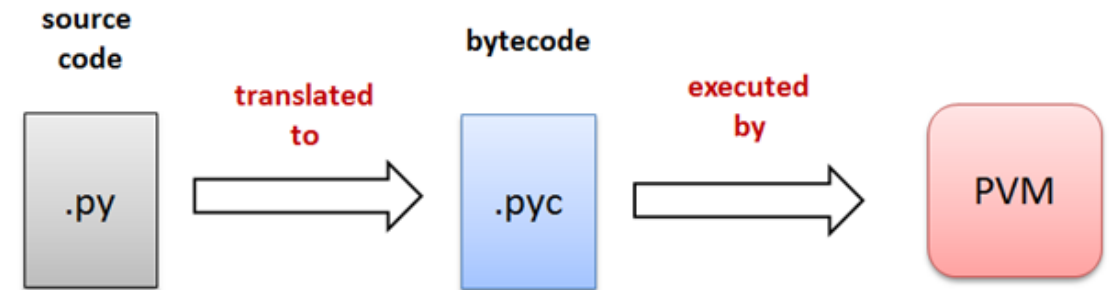 source
code
translated
to
bytecode
executed
by
.py
.pyc
PVM